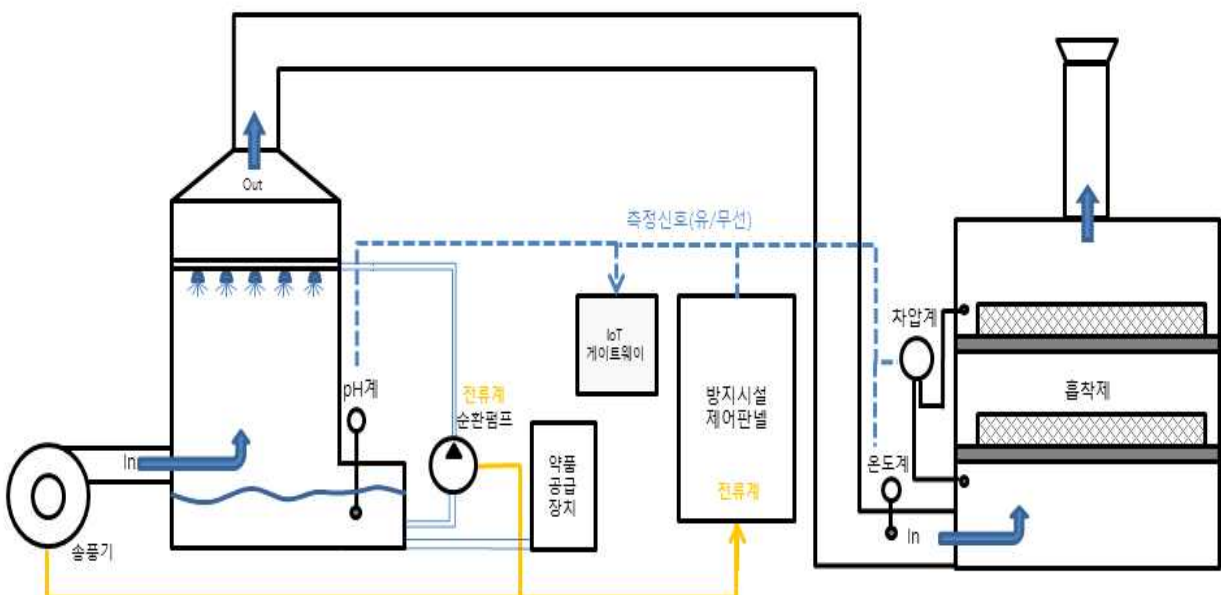 Out
측정신호(유/무선)
IoT
게이트웨이
차압계
pH계
전류계
순환펌프
방지시설
제어판넬
흡착제
In
약품
공급
장치
온도계
전류계
In
송풍기